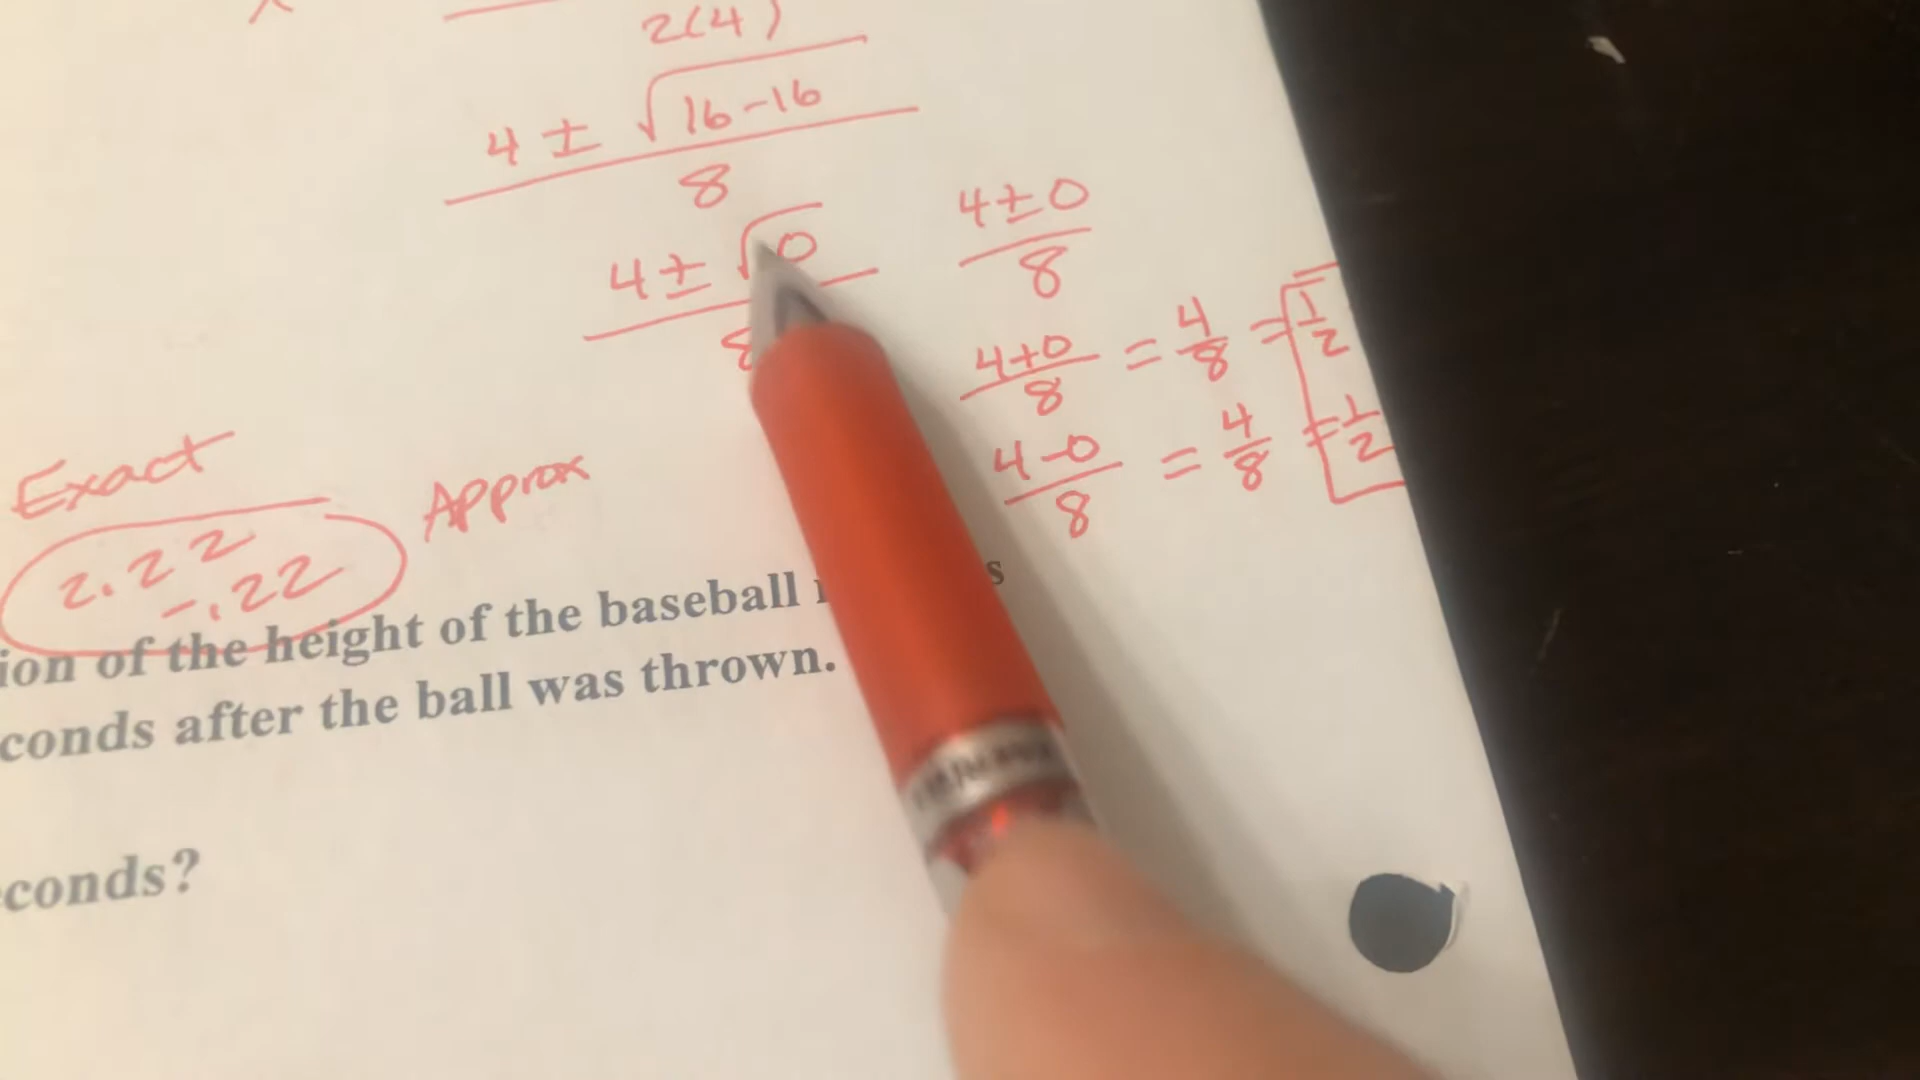 2(4)
4 ± √16-16
8
4 ± √0
8
4±0
8
4+0
8
= 4/8 = 1/2
4-0
8
= 4/8 = 1/2
Exact
Approx
2.22
-.22
ion of the height of the baseball
conds after the ball was thrown.
conds?